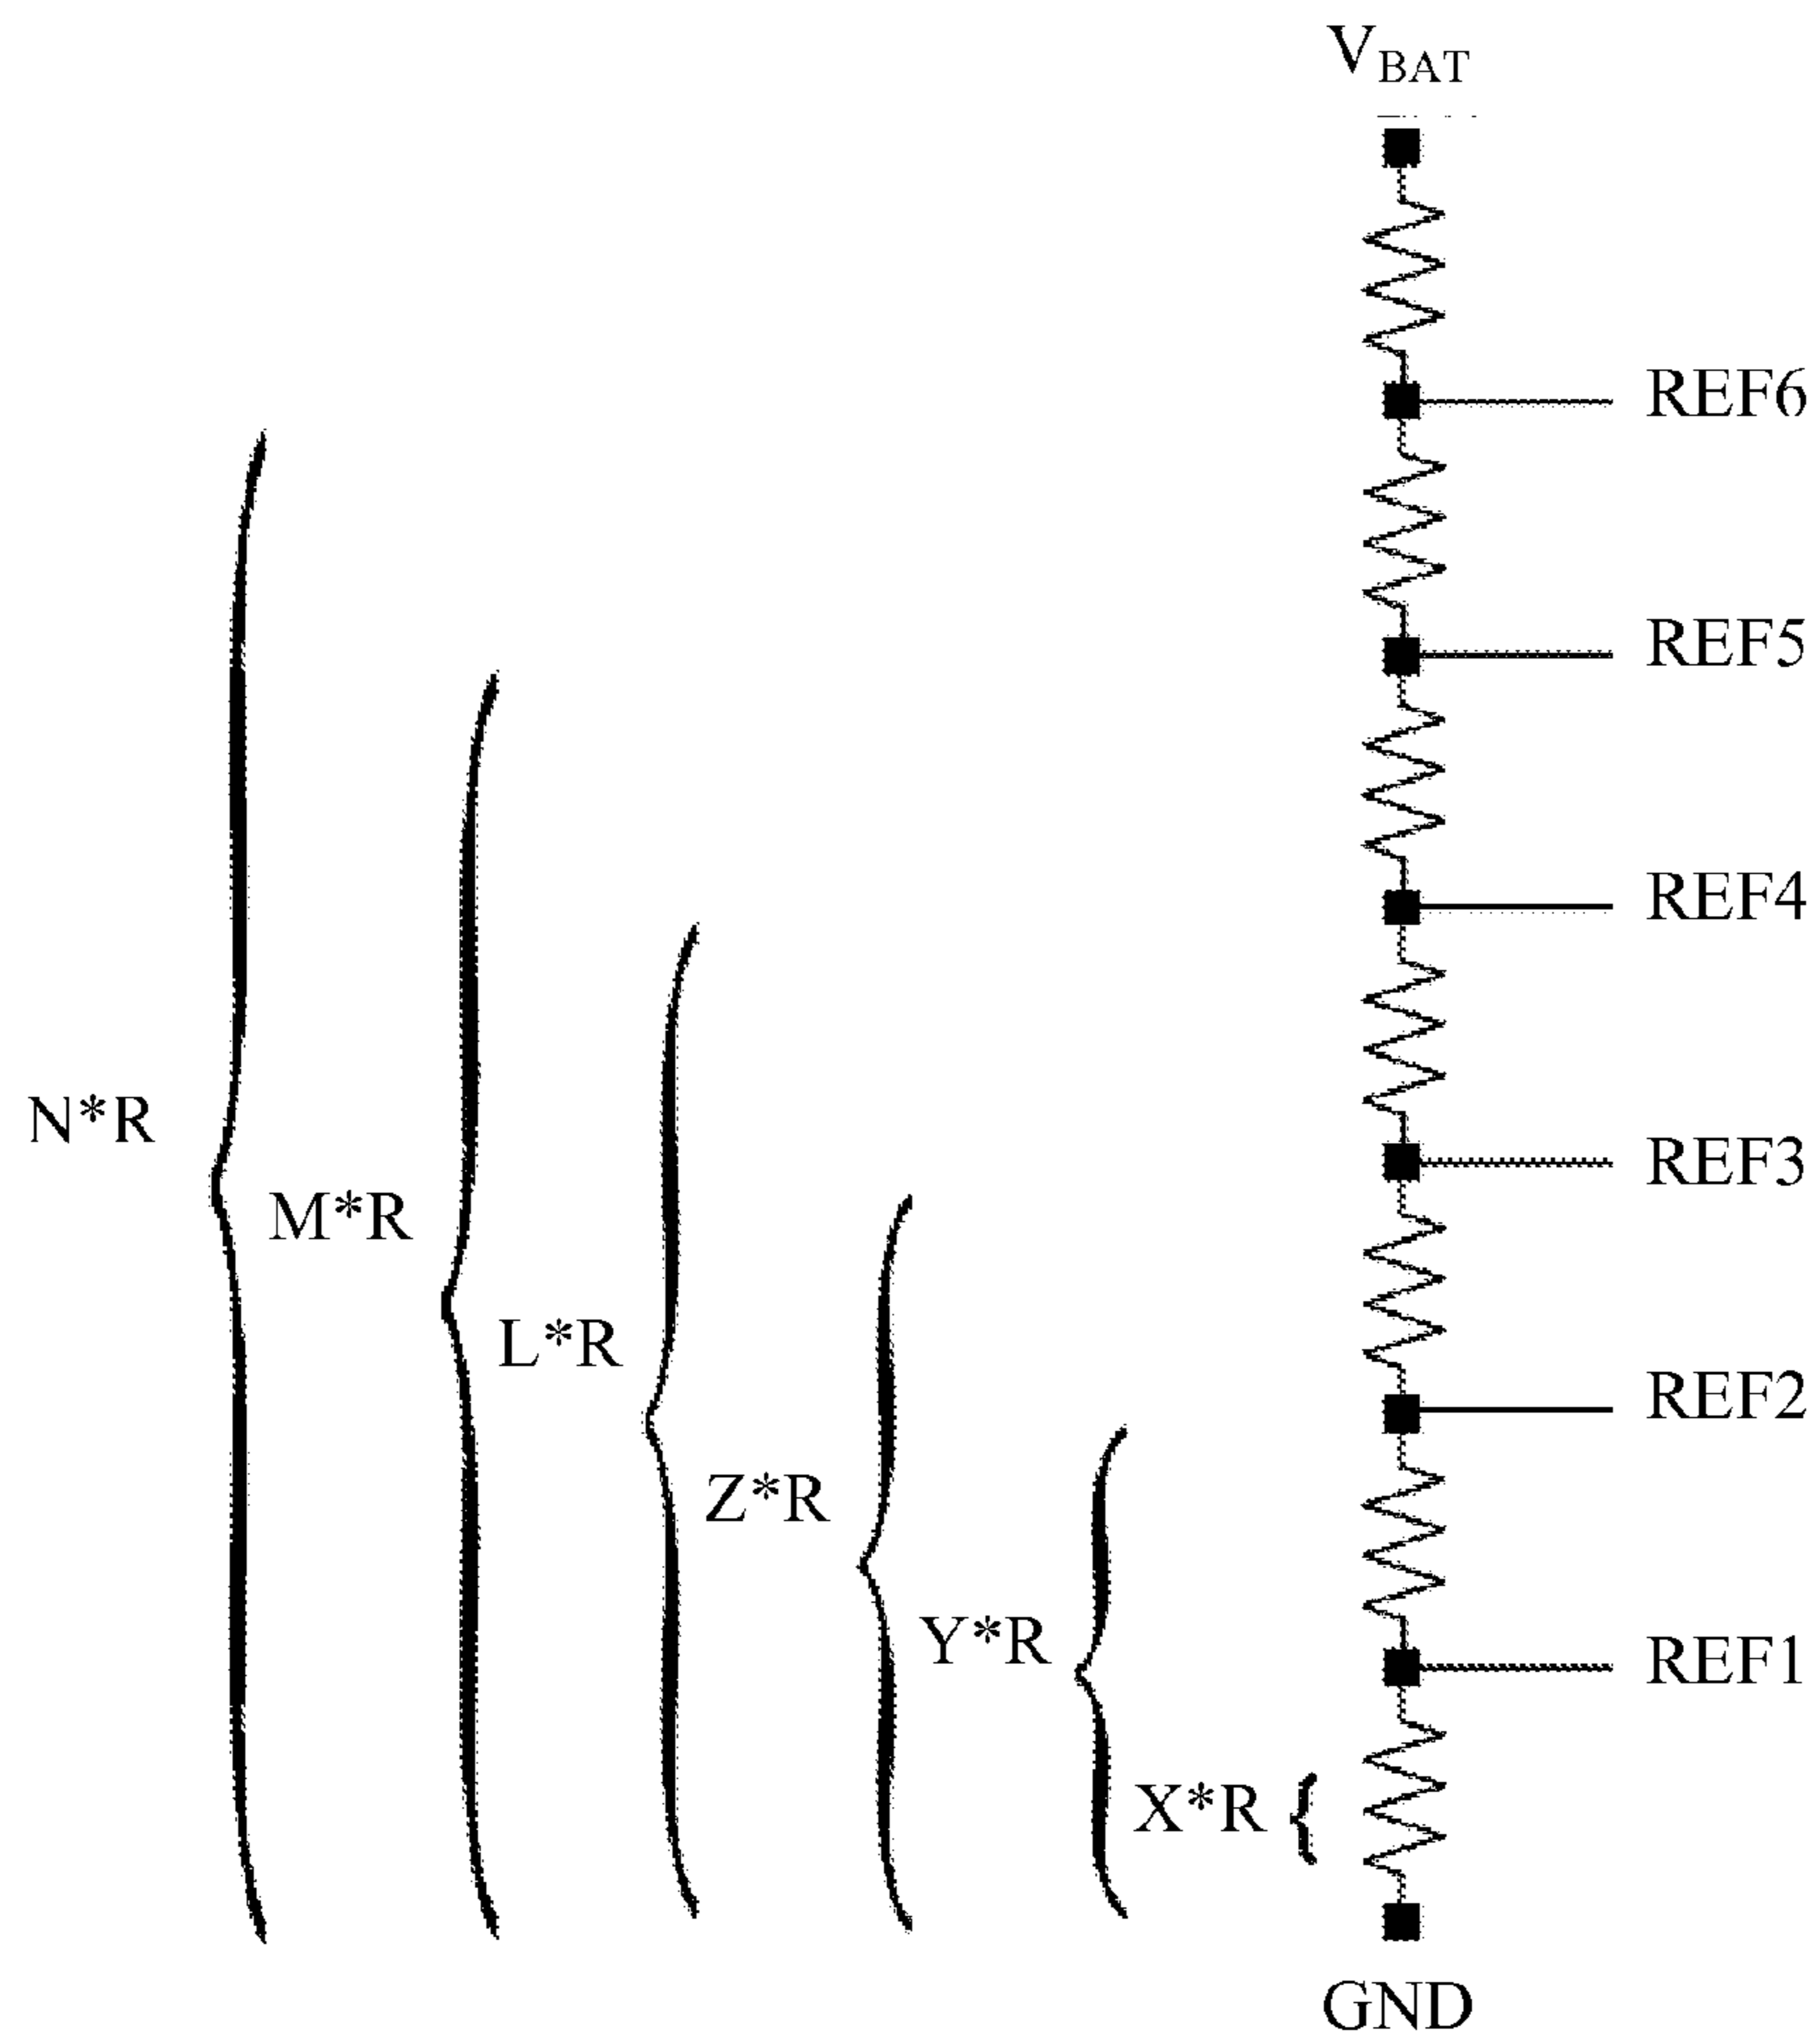 VBAT
REF6
REF5
REF4
N*R
REF3
M*R
L*R
REF2
Z*R
Y*R
REF1
X*R
GND